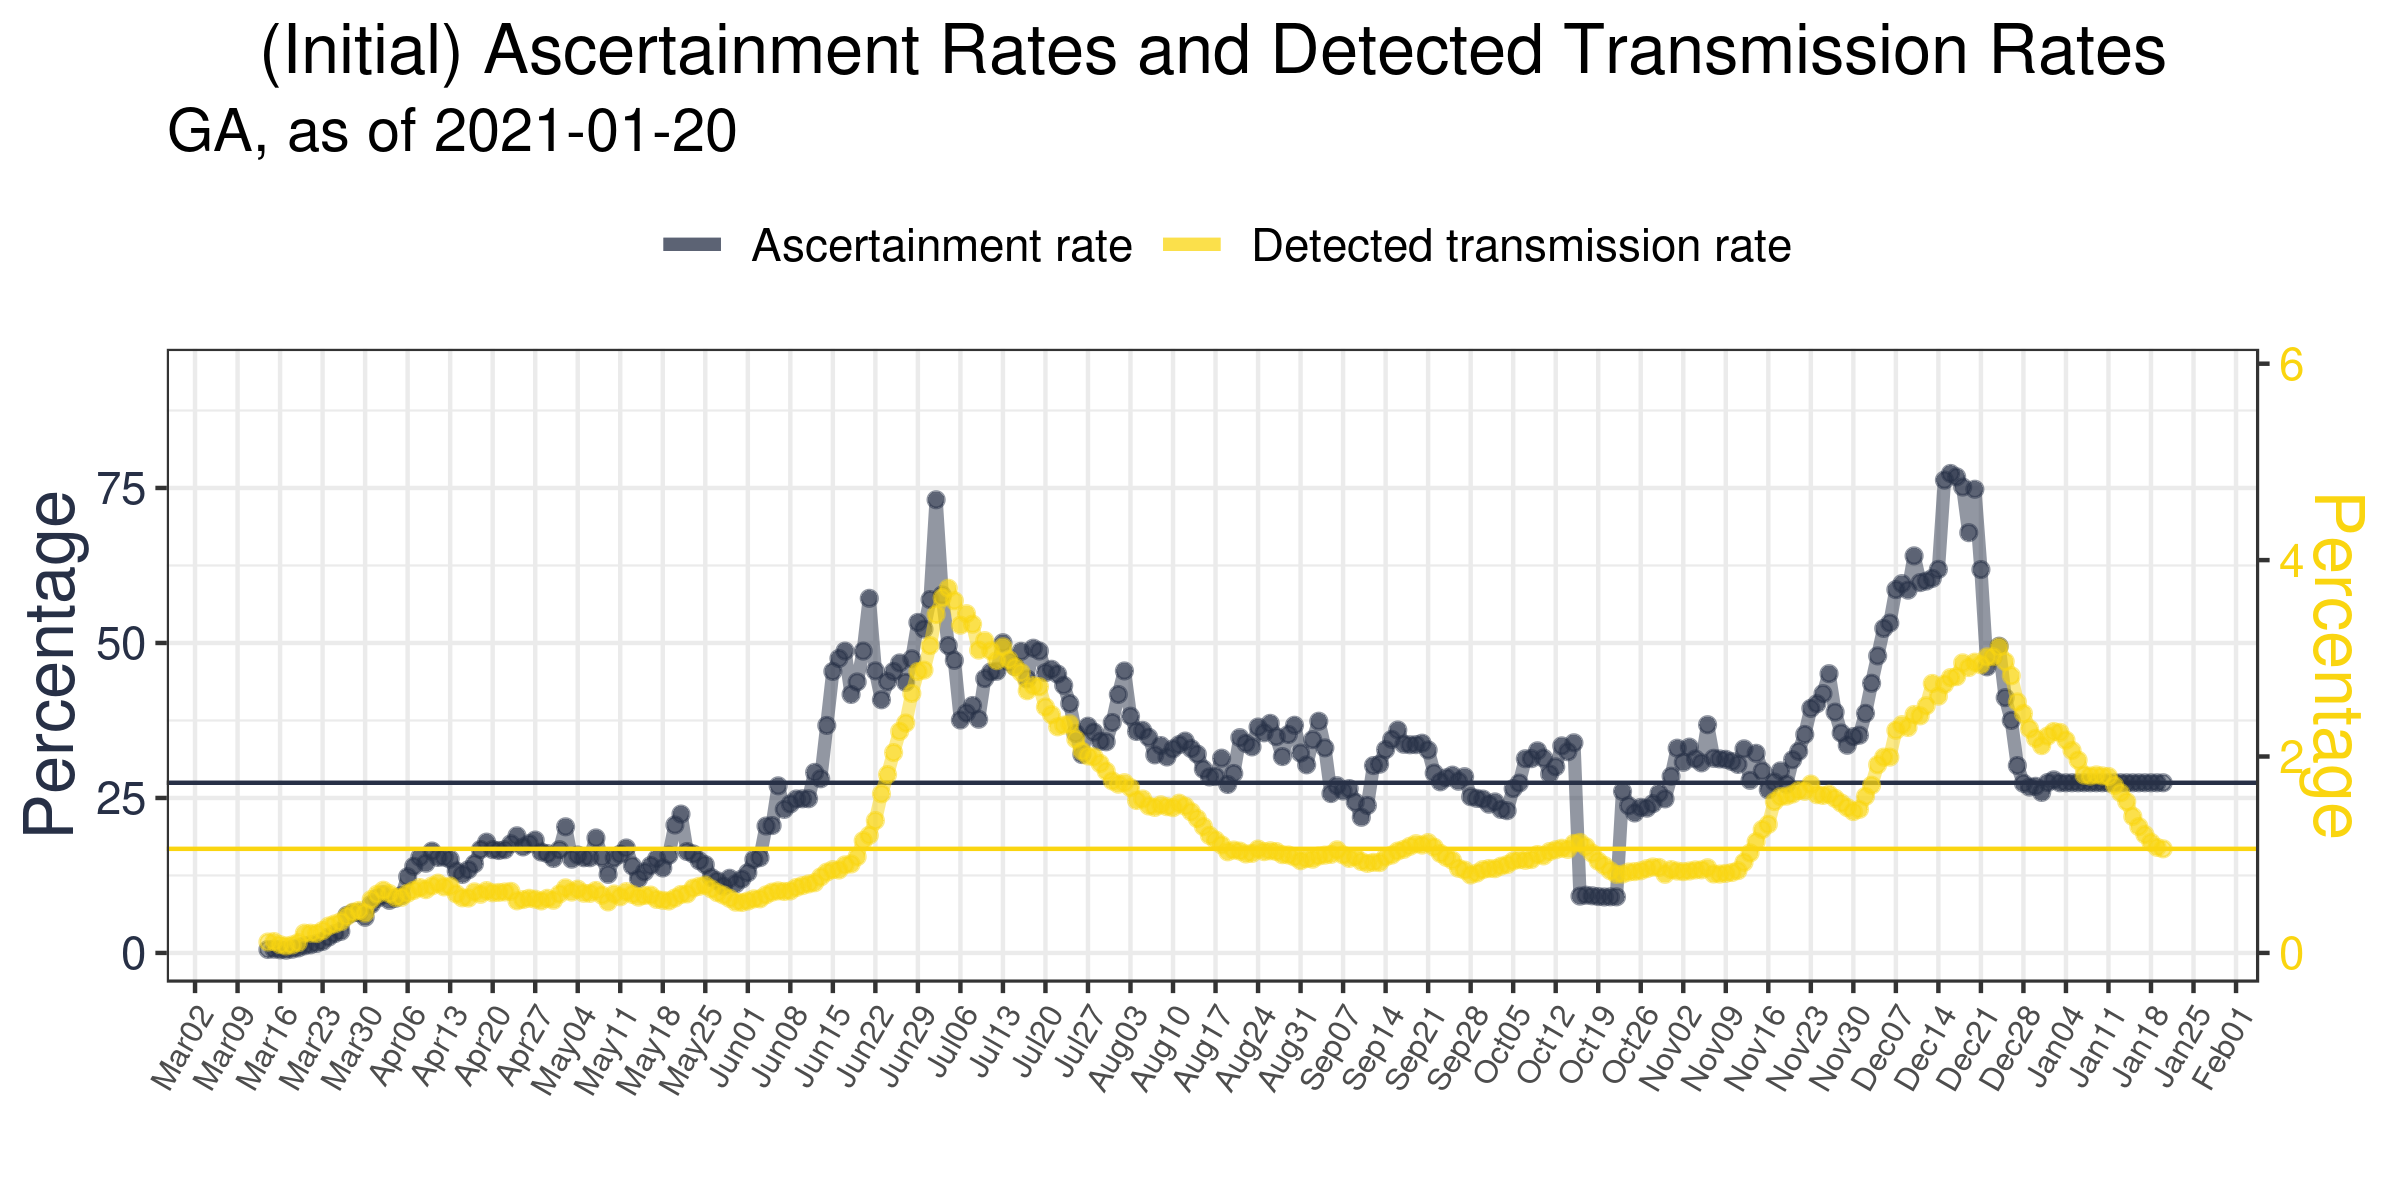 (Initial) Ascertainment Rates and Detected Transmission Rates
GA, as of 2021-01-20
Ascertainment rate Detected transmission rate
Percentage
75
50
25
0
6
4
2
0
Percentage
Mar02 Mar09 Mar16 Mar23 Mar30 Apr06 Apr13 Apr20 Apr27 May04 May11 May18 May25 Jun01 Jun08 Jun15 Jun22 Jun29 Jul06 Jul13 Jul20 Jul27 Aug03 Aug10 Aug17 Aug24 Aug31 Sep07 Sep14 Sep21 Sep28 Oct05 Oct12 Oct19 Oct26 Nov02 Nov09 Nov16 Nov23 Nov30 Dec07 Dec14 Dec21 Dec28 Jan04 Jan11 Jan18 Jan25 Feb01